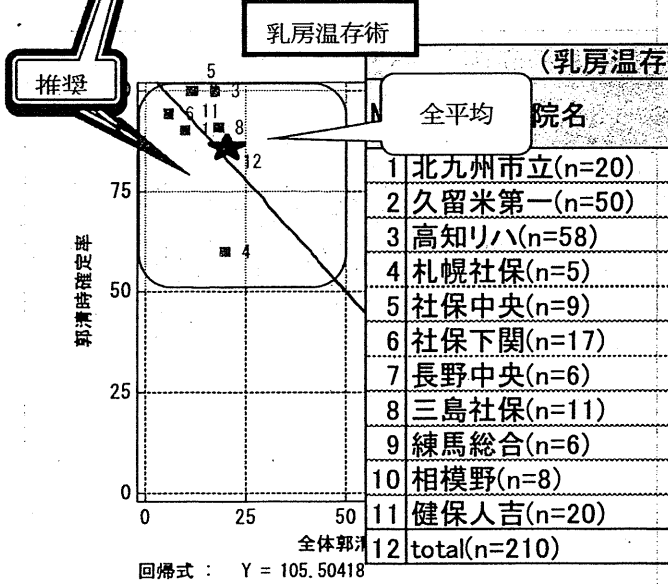 乳房温存術
(乳房温存
推奨
全平均
院名
1 北九州市立(n=20)
2 久留米第一(n=50)
3 高知リハ(n=58)
4 札幌社保(n=5)
5 社保中央(n=9)
6 社保下関(n=17)
7 長野中央(n=6)
8 三島社保(n=11)
9 練馬総合(n=6)
10 相模野(n=8)
11 健保人吉(n=20)
12 total(n=210)
郭清時確定率
75
50
25
0
5
3
6
11
1
8
12
4
0 25 50
全体郭清
回帰式 : Y = 105.50418